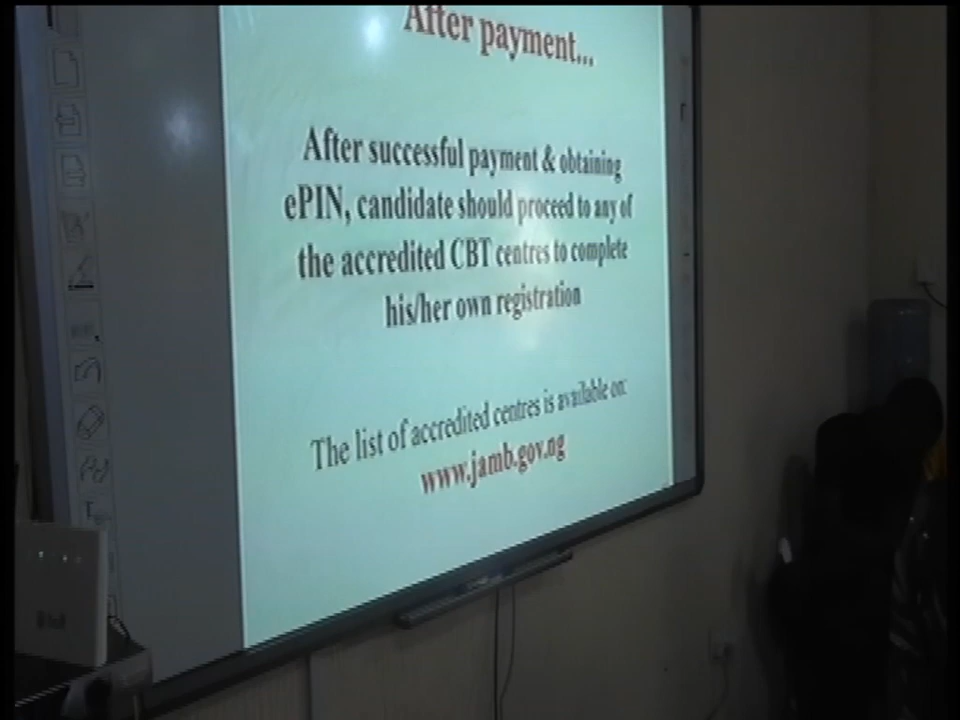 After payment...
After successful payment & obtaining
ePIN, candidate should proceed to any of
the accredited CBT centres to complete
his/her own registration
The list of accredited centres is available on:
www.jamb.gov.ng